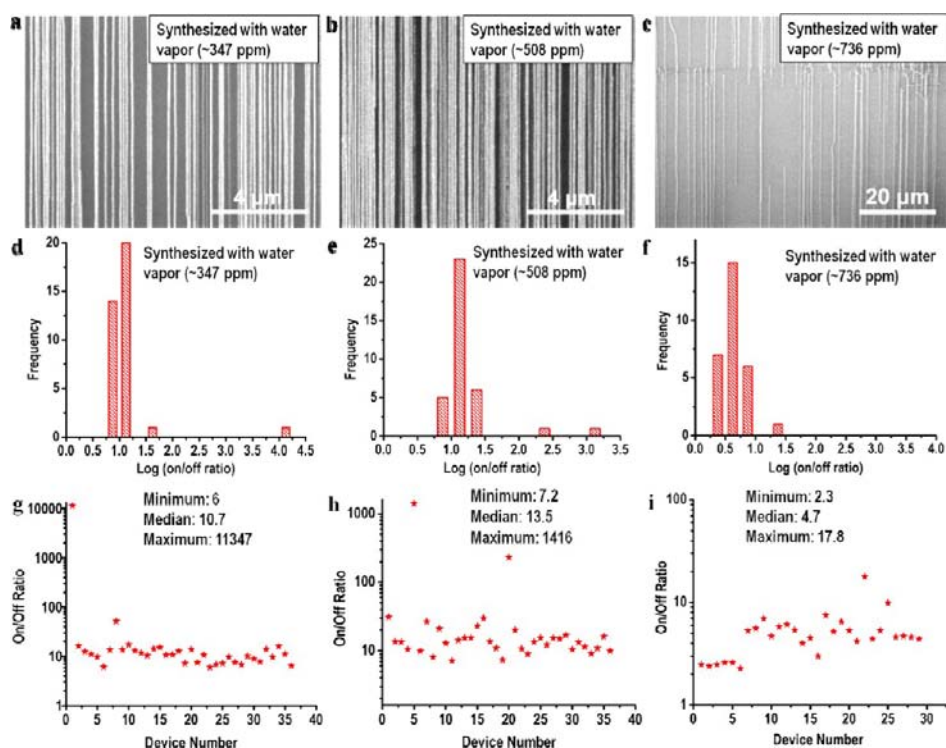 a
Synthesized with water
vapor (~347 ppm)
4 µm
b
Synthesized with water
vapor (~508 ppm)
4 µm
c
Synthesized with water
vapor (~736 ppm)
20 µm
d
Synthesized with water
vapor (~347 ppm)
20
15
10
5
0
Frequency
0.0 0.5 1.0 1.5 2.0 2.5 3.0 3.5 4.0 4.5
Log (on/off ratio)
e
Synthesized with water
vapor (~508 ppm)
25
20
15
10
5
0
Frequency
0.0 0.5 1.0 1.5 2.0 2.5 3.0 3.5
Log (on/off ratio)
f
Synthesized with water
vapor (~736 ppm)
15
10
5
0
Frequency
0.0 0.5 1.0 1.5 2.0 2.5 3.0 3.5 4.0
Log (on/off ratio)
g
Minimum: 6
Median: 10.7
Maximum: 11347
10000
1000
100
10
1
On/Off Ratio
0 5 10 15 20 25 30 35 40
Device Number
h
Minimum: 7.2
Median: 13.5
Maximum: 1416
1000
100
10
1
On/Off Ratio
0 10 20 30 40
Device Number
i
Minimum: 2.3
Median: 4.7
Maximum: 17.8
100
10
1
On/Off Ratio
0 5 10 15 20 25 30
Device Number